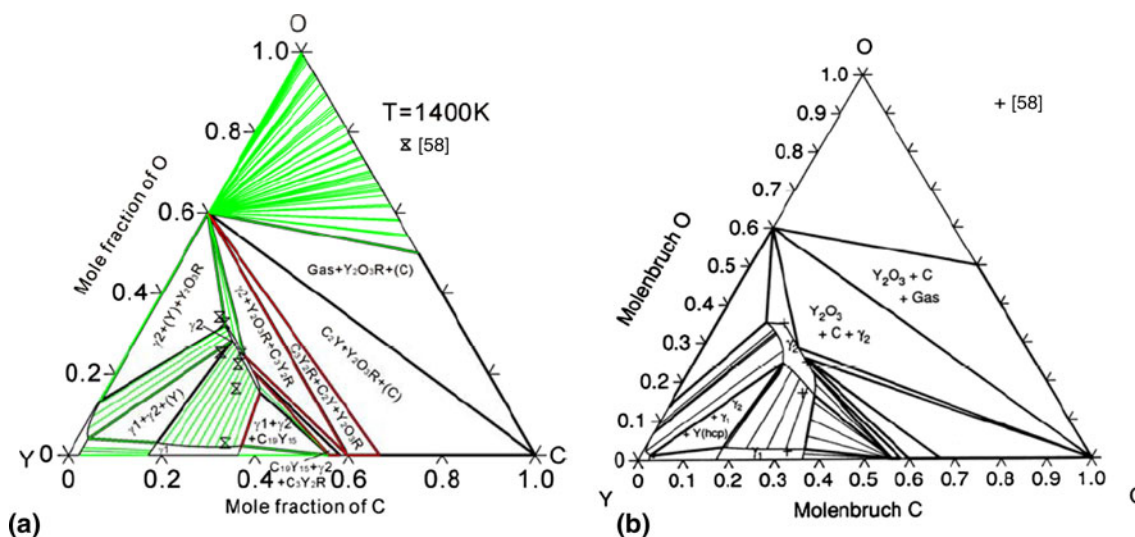 O
1.0
T=1400K
⧖ [58]
0.8
Mole fraction of O
0.6
Gas+Y₂O₃R+(C)
γ2+(Y)+Y₂O₃R
γ2+Y₂O₃R+C₃Y₂R
C₃Y₂R+C₂Y+Y₂O₃R
C₂Y+Y₂O₃R+(C)
0.4
γ2
0.2
γ1+γ2+(Y)
γ1+γ2
+ C₁₉Y₁₅
γ1
Y 0
C
0 0.2 0.4 0.6 0.8 1.0
C₁₉Y₁₅+γ2
+ C₃Y₂R
Mole fraction of C
(a)
O
1.0
+ [58]
0.9
0.8
0.7
Molenbruch O
0.6
0.5
Y₂O₃ + C
+ Gas
0.4
Y₂O₃
+ C + γ₂
0.3
γ₂
0.2
0.1
γ₂
+ γ₁
+ Y(hcp)
γ₁
0
0 0.1 0.2 0.3 0.4 0.5 0.6 0.7 0.8 0.9 1.0
Y
Molenbruch C
(b)